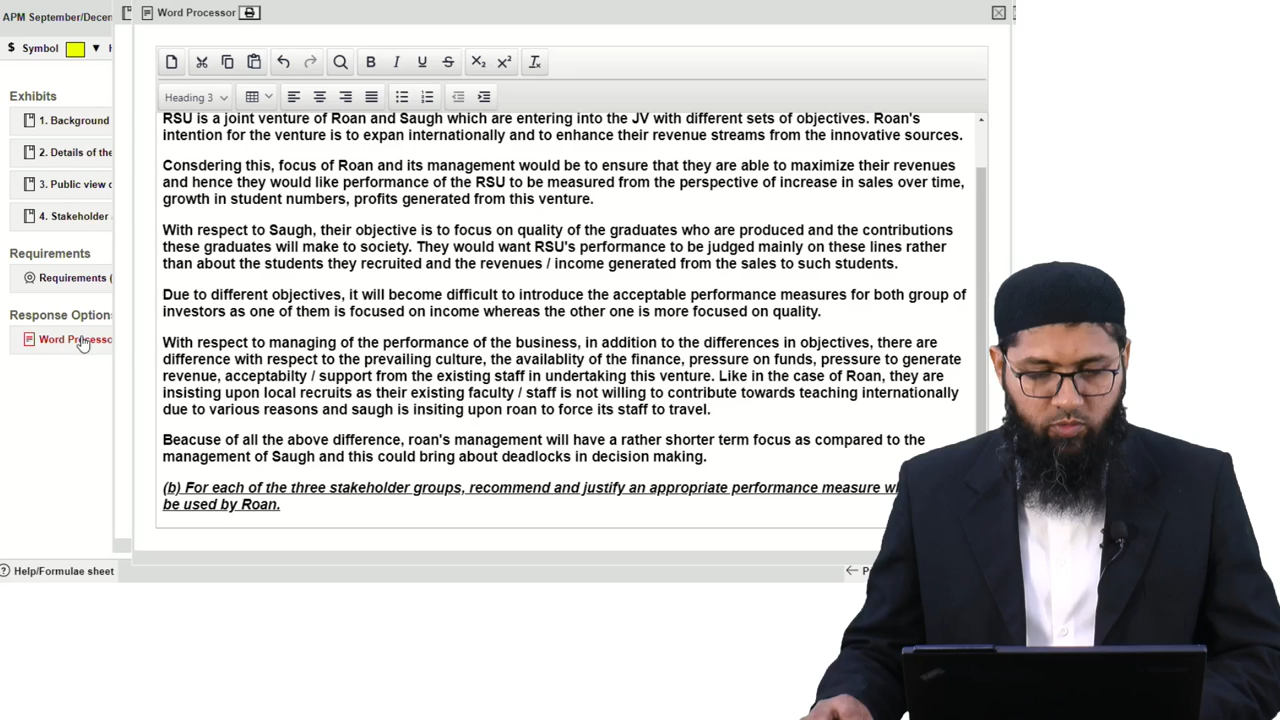 APM September/Decem
Word Processor
$ Symbol
Heading 3
Exhibits
1. Background
2. Details of the
3. Public view
4. Stakeholder
Requirements
Requirements (
Response Option
Word Processo
RSU is a joint venture of Roan and Saugh which are entering into the JV with different sets of objectives. Roan's
intention for the venture is to expan internationally and to enhance their revenue streams from the innovative sources.
Consdering this, focus of Roan and its management would be to ensure that they are able to maximize their revenues
and hence they would like performance of the RSU to be measured from the perspective of increase in sales over time,
growth in student numbers, profits generated from this venture.
With respect to Saugh, their objective is to focus on quality of the graduates who are produced and the contributions
these graduates will make to society. They would want RSU's performance to be judged mainly on these lines rather
than about the students they recruited and the revenues / income generated from the sales to such students.
Due to different objectives, it will become difficult to introduce the acceptable performance measures for both group of
investors as one of them is focused on income whereas the other one is more focused on quality.
With respect to managing of the performance of the business, in addition to the differences in objectives, there are
difference with respect to the prevailing culture, the availablity of the finance, pressure on funds, pressure to generate
revenue, acceptabilty / support from the existing staff in undertaking this venture. Like in the case of Roan, they are
insisting upon local recruits as their existing faculty / staff is not willing to contribute towards teaching internationally
due to various reasons and saugh is insiting upon roan to force its staff to travel.
Beacuse of all the above difference, roan's management will have a rather shorter term focus as compared to the
management of Saugh and this could bring about deadlocks in decision making.
(b) For each of the three stakeholder groups, recommend and justify an appropriate performance measure
be used by Roan.
Help/Formulae sheet